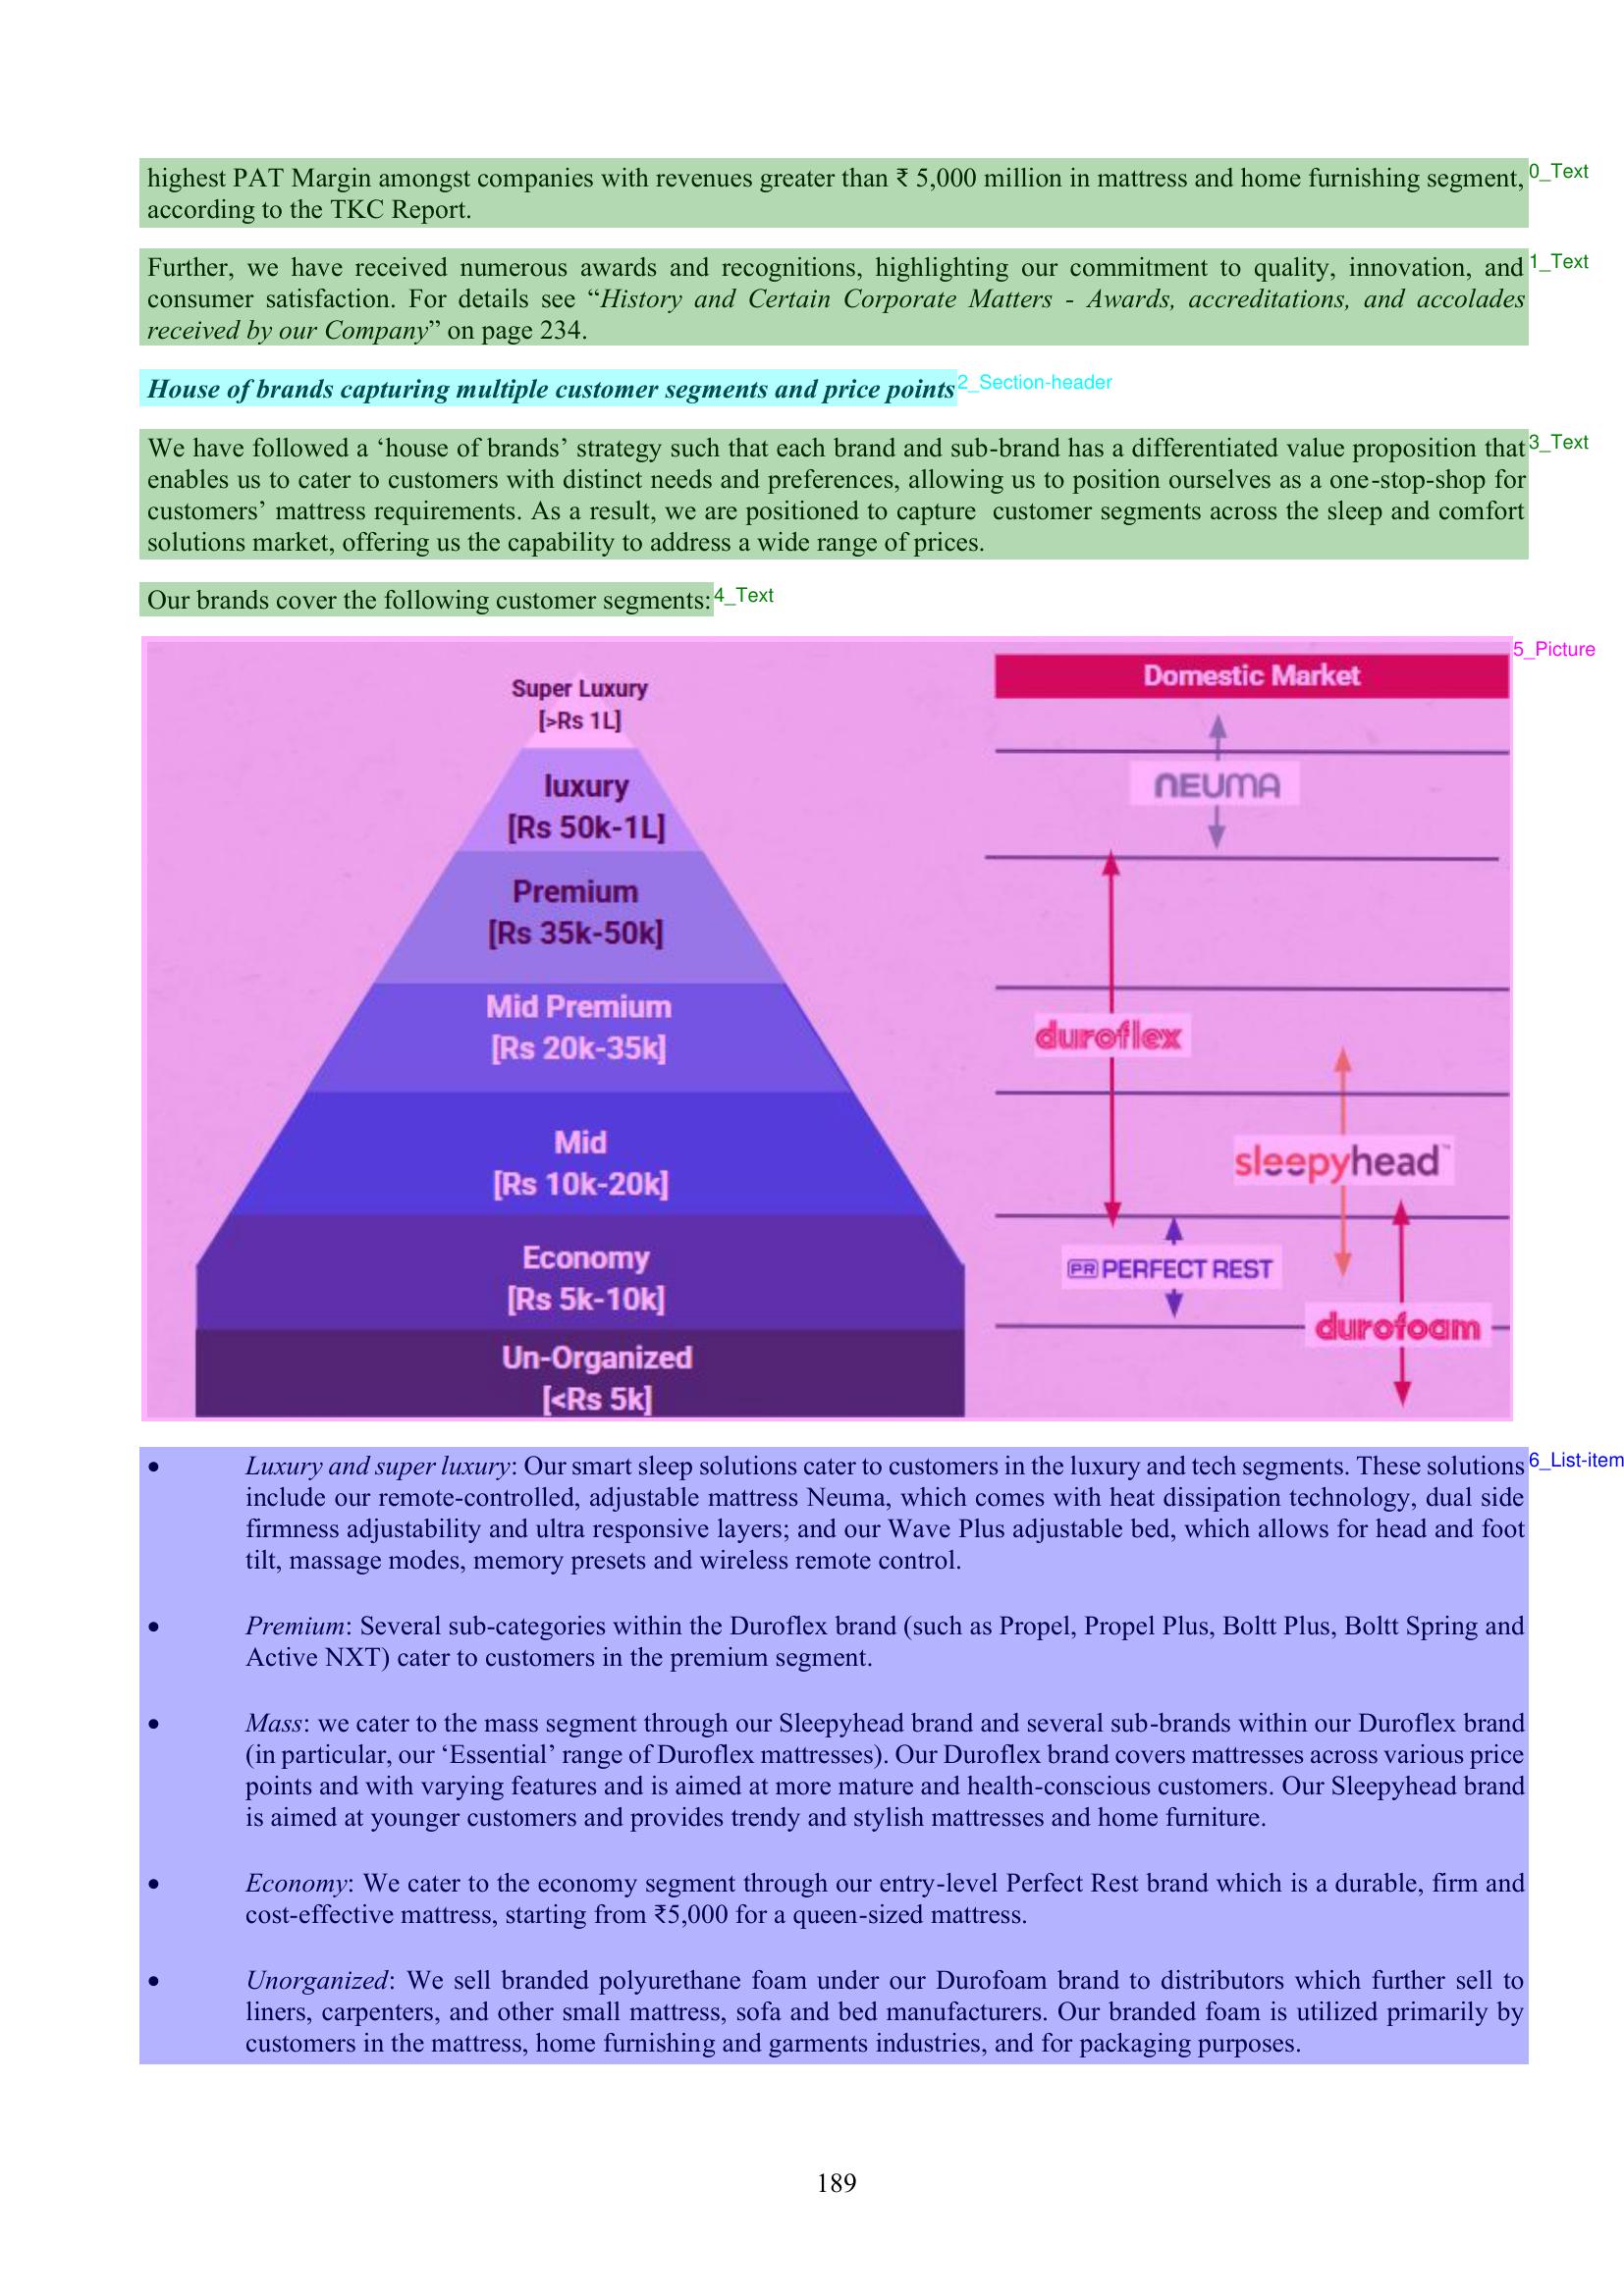 highest PAT Margin amongst companies with revenues greater than ₹ 5,000 million in mattress and home furnishing segment,
0_Text
according to the TKC Report.
Further, we have received numerous awards and recognitions, highlighting our commitment to quality, innovation, and
1_Text
consumer satisfaction. For details see “History and Certain Corporate Matters - Awards, accreditations, and accolades
received by our Company” on page 234.
House of brands capturing multiple customer segments and price points
2_Section-header
We have followed a ‘house of brands’ strategy such that each brand and sub-brand has a differentiated value proposition that
3_Text
enables us to cater to customers with distinct needs and preferences, allowing us to position ourselves as a one-stop-shop for
customers’ mattress requirements. As a result, we are positioned to capture  customer segments across the sleep and comfort
solutions market, offering us the capability to address a wide range of prices.
Our brands cover the following customer segments:
4_Text
5_Picture
Super Luxury
[>Rs 1L]
luxury
[Rs 50k-1L]
Premium
[Rs 35k-50k]
Mid Premium
[Rs 20k-35k]
Mid
[Rs 10k-20k]
Economy
[Rs 5k-10k]
Un-Organized
[<Rs 5k]
Domestic Market
NEUMA
duroflex
sleepyhead™
PR PERFECT REST
durofoam
• Luxury and super luxury: Our smart sleep solutions cater to customers in the luxury and tech segments. These solutions
6_List-item
include our remote-controlled, adjustable mattress Neuma, which comes with heat dissipation technology, dual side
firmness adjustability and ultra responsive layers; and our Wave Plus adjustable bed, which allows for head and foot
tilt, massage modes, memory presets and wireless remote control.
• Premium: Several sub-categories within the Duroflex brand (such as Propel, Propel Plus, Boltt Plus, Boltt Spring and
Active NXT) cater to customers in the premium segment.
• Mass: we cater to the mass segment through our Sleepyhead brand and several sub-brands within our Duroflex brand
(in particular, our ‘Essential’ range of Duroflex mattresses). Our Duroflex brand covers mattresses across various price
points and with varying features and is aimed at more mature and health-conscious customers. Our Sleepyhead brand
is aimed at younger customers and provides trendy and stylish mattresses and home furniture.
• Economy: We cater to the economy segment through our entry-level Perfect Rest brand which is a durable, firm and
cost-effective mattress, starting from ₹5,000 for a queen-sized mattress.
• Unorganized: We sell branded polyurethane foam under our Durofoam brand to distributors which further sell to
liners, carpenters, and other small mattress, sofa and bed manufacturers. Our branded foam is utilized primarily by
customers in the mattress, home furnishing and garments industries, and for packaging purposes.
189